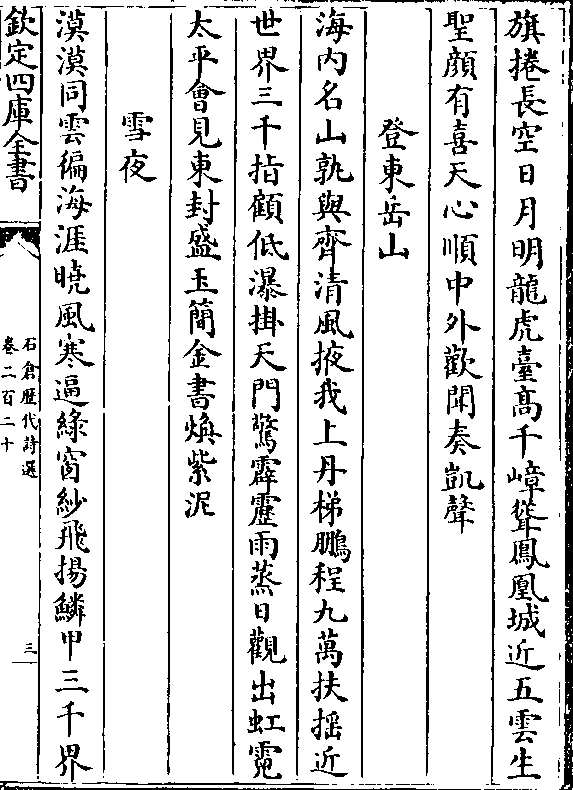 旗捲長空日月明龍虎臺髙千嶂聳鳳凰城近五雲生
聖顔有喜天心順中外歡聞奏凱聲
登東岳山
海内名山孰與齊清風掖我上丹梯鵬程九萬扶揺近
世界三千指顧低瀑掛天門驚霹靂雨蒸日觀出虹霓
太平會見東封盛玉簡金書煥紫泥
雪夜
漠漠同雲徧海涯曉風寒逼綠窗紗飛揚鱗甲三千界
欽定四庫全書
石倉歴代詩選
卷二百二十
三